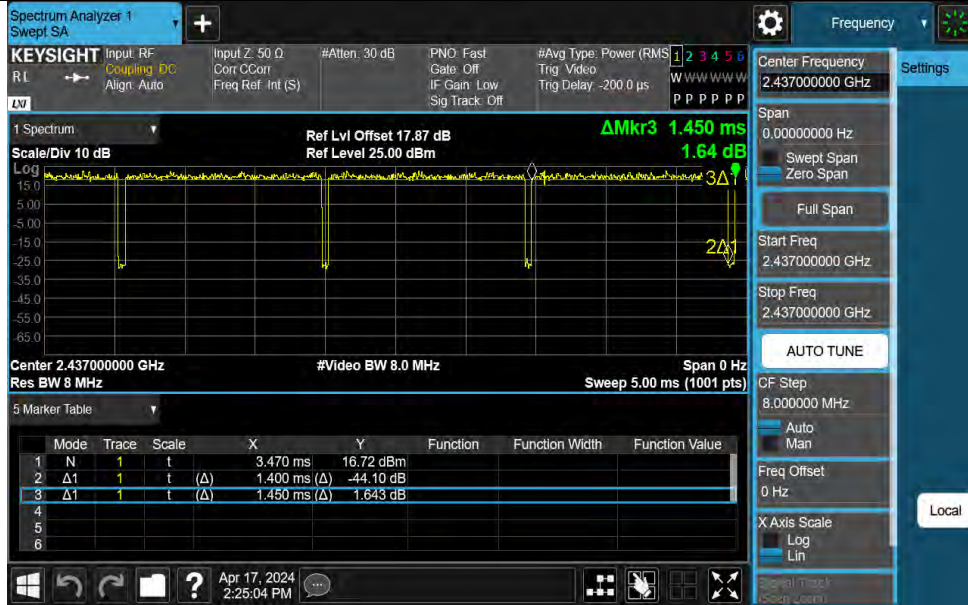 Spectrum Analyzer 1
Swept SA
Frequency
KEYSIGHT
RL
LXI
Input: RF
Coupling: DC
Align: Auto
Input Z: 50 Ω
Corr CCorr
Freq Ref: Int (S)
#Atten: 30 dB
PNO: Fast
Gate: Off
IF Gain: Low
Sig Track: Off
#Avg Type: Power (RMS
Trig: Video
Trig Delay: -200.0 µs
1 2 3 4 5 6
W W W W W W
P P P P P P
1 Spectrum
Scale/Div 10 dB
Ref Lvl Offset 17.87 dB
Ref Level 25.00 dBm
ΔMkr3 1.450 ms
1.64 dB
Log
15.0
5.00
-5.00
-15.0
-25.0
-35.0
-45.0
-55.0
-65.0
3Δ1
2Δ1
Center 2.437000000 GHz
#Video BW 8.0 MHz
Span 0 Hz
Res BW 8 MHz
Sweep 5.00 ms (1001 pts)
5 Marker Table
Mode Trace Scale X Y Function Function Width Function Value
1 N 1 t 3.470 ms 16.72 dBm
2 Δ1 1 t (Δ) 1.400 ms (Δ) -44.10 dB
3 Δ1 1 t (Δ) 1.450 ms (Δ) 1.643 dB
4
5
6
?
Apr 17, 2024
2:25:04 PM
Center Frequency
2.437000000 GHz
Span
0.00000000 Hz
Swept Span
Zero Span
Full Span
Start Freq
2.437000000 GHz
Stop Freq
2.437000000 GHz
AUTO TUNE
CF Step
8.000000 MHz
Auto
Man
Freq Offset
0 Hz
X Axis Scale
Log
Lin
Signal Track
(Span Zoom)
Settings
Local